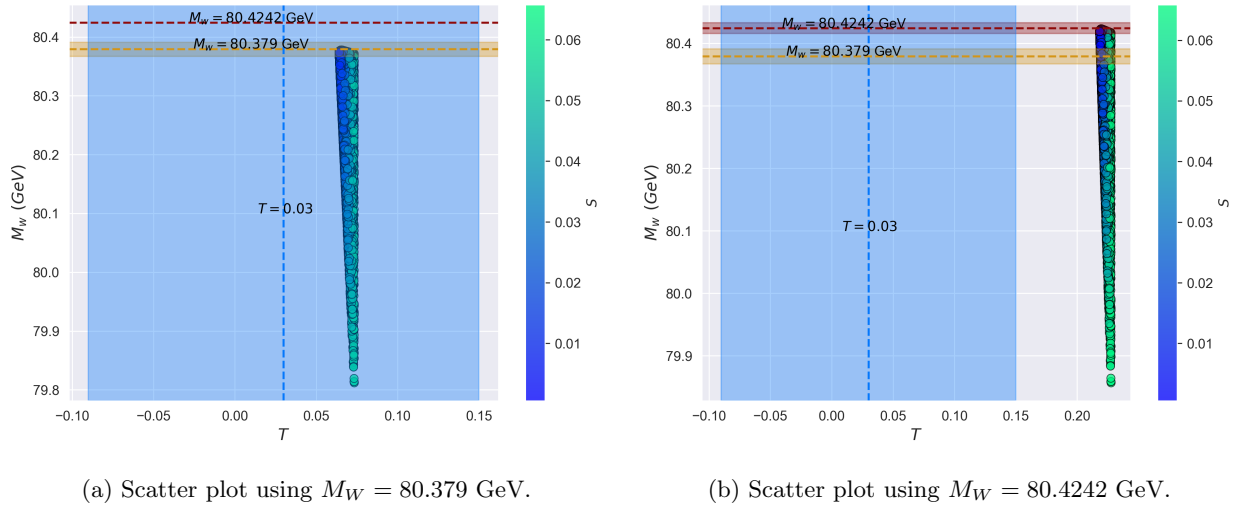 80.4
80.3
80.2
80.1
80.0
79.9
79.8
M_W (GeV)
M_W = 80.4242 GeV
M_W = 80.379 GeV
T = 0.03
−0.10
−0.05
0.00
0.05
0.10
0.15
T
0.06
0.05
0.04
0.03
0.02
0.01
S
(a) Scatter plot using M_W = 80.379 GeV.
80.4
80.3
80.2
80.1
80.0
79.9
M_W (GeV)
M_W = 80.4242 GeV
M_W = 80.379 GeV
T = 0.03
−0.10
−0.05
0.00
0.05
0.10
0.15
0.20
T
0.06
0.05
0.04
0.03
0.02
0.01
S
(b) Scatter plot using M_W = 80.4242 GeV.